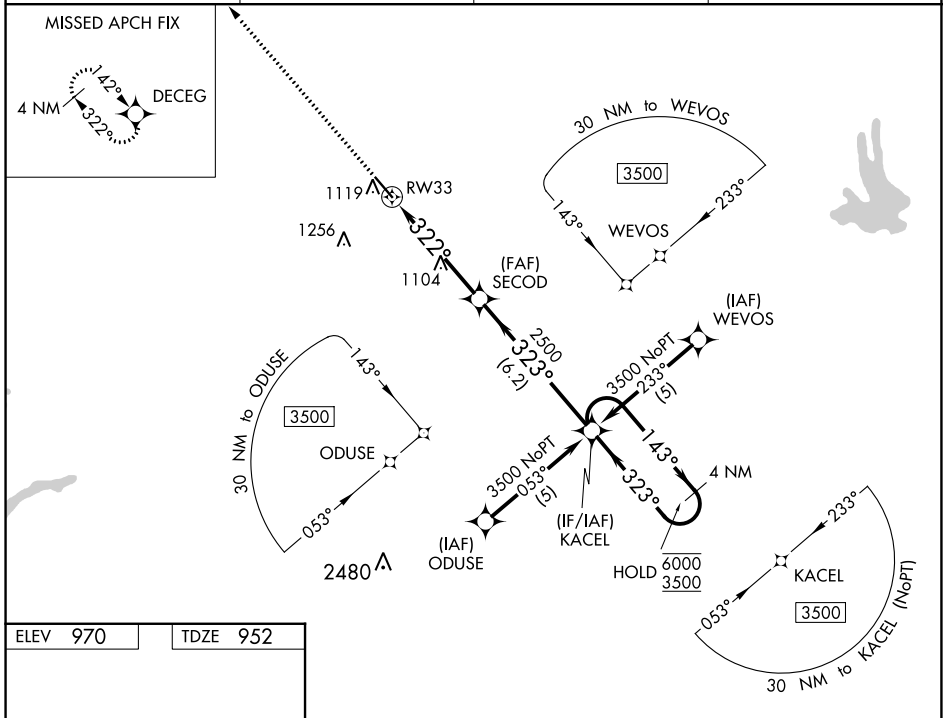 MISSED APCH FIX
142°
DECEG
4 NM
322°
30 NM to WEVOS
3500
143°
233°
WEVOS
1119
RW33
1256
322°
1104
(FAF)
SECOD
(IAF)
WEVOS
2500
323°
(6.2)
3500 NoPT
233°
(5)
30 NM to ODUSE
143°
3500
ODUSE
053°
143°
4 NM
323°
3500 NoPT
053°
(5)
(IF/IAF)
KACEL
(IAF)
ODUSE
HOLD
6000
3500
233°
KACEL
053°
3500
30 NM to KACEL (NoPT)
2480
ELEV 970
TDZE 952